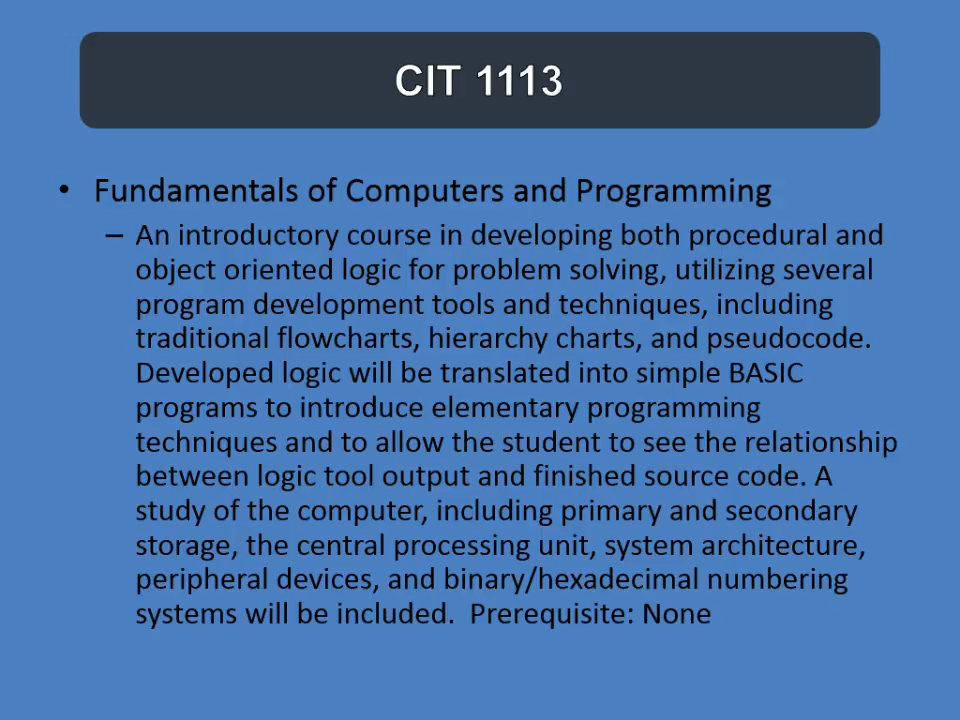 CIT 1113
• Fundamentals of Computers and Programming
– An introductory course in developing both procedural and
object oriented logic for problem solving, utilizing several
program development tools and techniques, including
traditional flowcharts, hierarchy charts, and pseudocode.
Developed logic will be translated into simple BASIC
programs to introduce elementary programming
techniques and to allow the student to see the relationship
between logic tool output and finished source code. A
study of the computer, including primary and secondary
storage, the central processing unit, system architecture,
peripheral devices, and binary/hexadecimal numbering
systems will be included.  Prerequisite: None